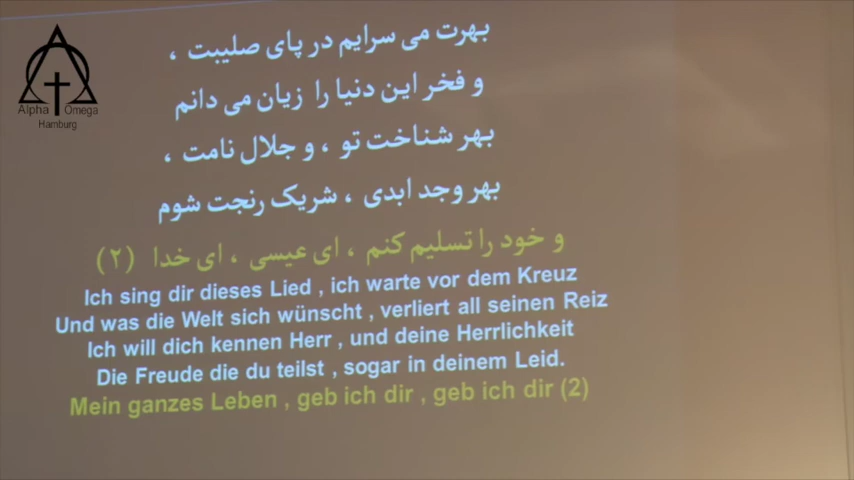 Alpha Omega
Hamburg
بهرت می سرایم در پای صلیبت ،
و فخر این دنیا را زیان می دانم
بهر شناخت تو ، و جلال نامت ،
بهر وجد ابدی ، شریک رنجت شوم
و خود را تسلیم کنم ، ای عیسی ، ای خدا (۲)
Ich sing dir dieses Lied , ich warte vor dem Kreuz
Und was die Welt sich wünscht , verliert all seinen Reiz
Ich will dich kennen Herr , und deine Herrlichkeit
Die Freude die du teilst , sogar in deinem Leid.
Mein ganzes Leben , geb ich dir , geb ich dir (2)